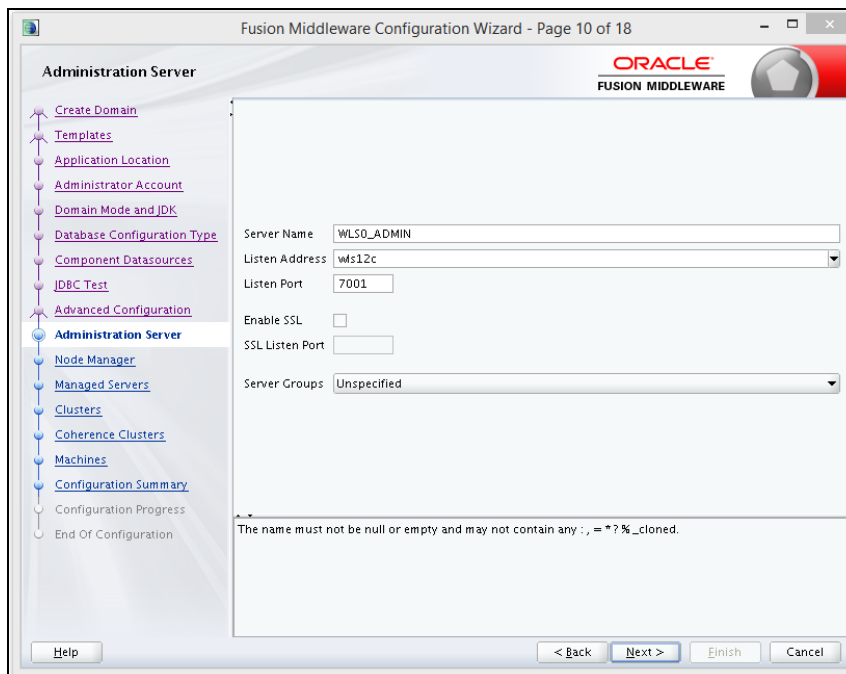 Fusion Middleware Configuration Wizard - Page 10 of 18
Administration Server
ORACLE
FUSION MIDDLEWARE
Create Domain
Templates
Application Location
Administrator Account
Domain Mode and JDK
Database Configuration Type
Component Datasources
JDBC Test
Advanced Configuration
Administration Server
Node Manager
Managed Servers
Clusters
Coherence Clusters
Machines
Configuration Summary
Configuration Progress
End Of Configuration
Server Name WLS0_ADMIN
Listen Address wls12c
Listen Port 7001
Enable SSL
SSL Listen Port
Server Groups Unspecified
The name must not be null or empty and may not contain any : , = * ? % _cloned.
Help < Back Next > Finish Cancel